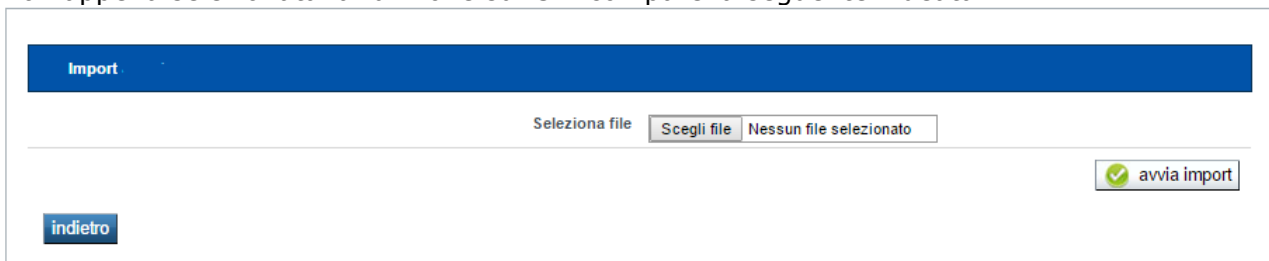 Import
Seleziona file
Scegli file Nessun file selezionato
avvia import
indietro